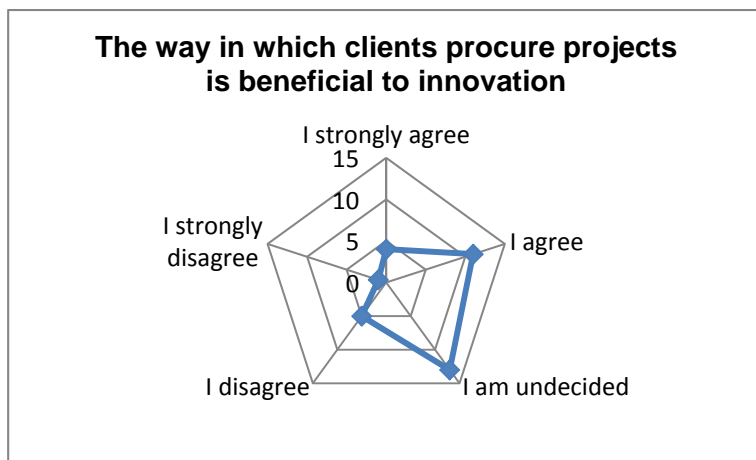 The way in which clients procure projects
is beneficial to innovation
I strongly agree
15
10
5
0
I agree
I am undecided
I disagree
I strongly
disagree